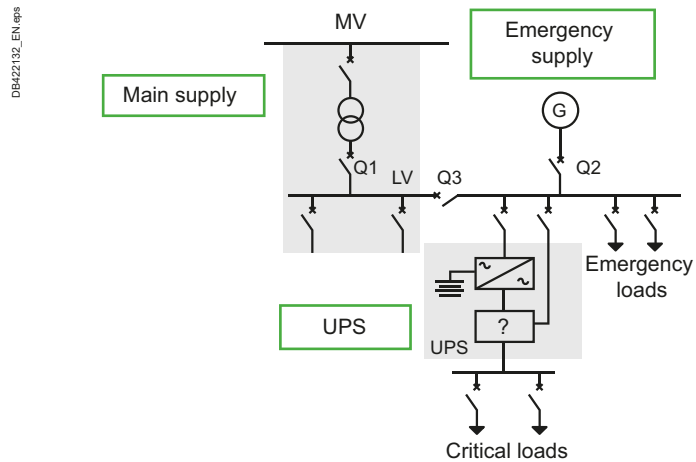 DB422132_EN.eps
MV
Emergency
supply
Main supply
G
Q1
LV
Q3
Q2
Emergency
loads
~
~
UPS
?
UPS
Critical loads